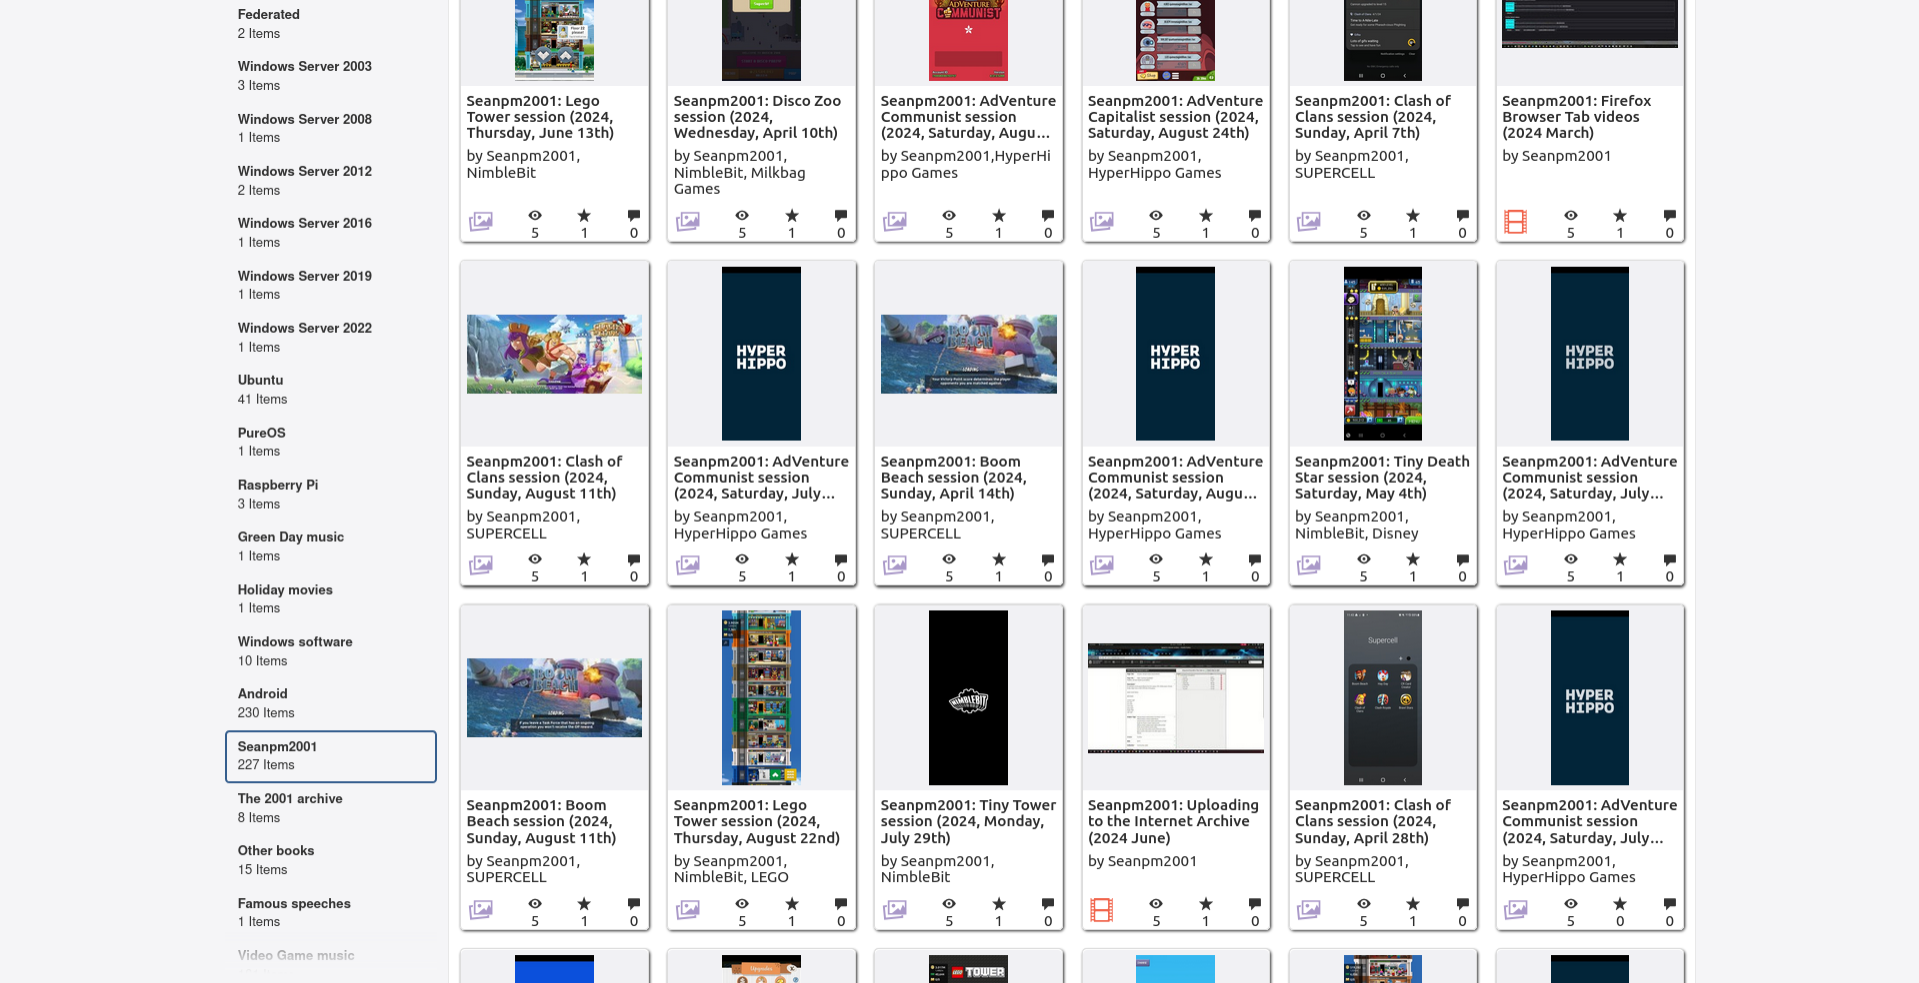 Federated
2 Items
Windows Server 2003
3 Items
Windows Server 2008
1 Items
Windows Server 2012
2 Items
Windows Server 2016
1 Items
Windows Server 2019
1 Items
Windows Server 2022
1 Items
Ubuntu
41 Items
PureOS
1 Items
Raspberry Pi
3 Items
Green Day music
1 Items
Holiday movies
1 Items
Windows software
10 Items
Android
230 Items
Seanpm2001
227 Items
The 2001 archive
8 Items
Other books
15 Items
Famous speeches
1 Items
Video Game music
ADVENTURE
COMMUNIST
Seanpm2001: Lego
Tower session (2024,
Thursday, June 13th)
by Seanpm2001,
NimbleBit
5 1 0
Seanpm2001: Disco Zoo
session (2024,
Wednesday, April 10th)
by Seanpm2001,
NimbleBit, Milkbag
Games
5 1 0
Seanpm2001: AdVenture
Communist session
(2024, Saturday, Augu...
by Seanpm2001,HyperHi
ppo Games
5 1 0
Seanpm2001: AdVenture
Capitalist session (2024,
Saturday, August 24th)
by Seanpm2001,
HyperHippo Games
5 1 0
Seanpm2001: Clash of
Clans session (2024,
Sunday, April 7th)
by Seanpm2001,
SUPERCELL
5 1 0
Seanpm2001: Firefox
Browser Tab videos
(2024 March)
by Seanpm2001
5 1 0
Seanpm2001: Clash of
Clans session (2024,
Sunday, August 11th)
by Seanpm2001,
SUPERCELL
5 1 0
HYPER
HIPPO
Seanpm2001: AdVenture
Communist session
(2024, Saturday, July...
by Seanpm2001,
HyperHippo Games
5 1 0
BOOM
BEACH
Seanpm2001: Boom
Beach session (2024,
Sunday, April 14th)
by Seanpm2001,
SUPERCELL
5 1 0
HYPER
HIPPO
Seanpm2001: AdVenture
Communist session
(2024, Saturday, Augu...
by Seanpm2001,
HyperHippo Games
5 1 0
Seanpm2001: Tiny Death
Star session (2024,
Saturday, May 4th)
by Seanpm2001,
NimbleBit, Disney
5 1 0
HYPER
HIPPO
Seanpm2001: AdVenture
Communist session
(2024, Saturday, July...
by Seanpm2001,
HyperHippo Games
5 1 0
BOOM
BEACH
Seanpm2001: Boom
Beach session (2024,
Sunday, August 11th)
by Seanpm2001,
SUPERCELL
5 1 0
Seanpm2001: Lego
Tower session (2024,
Thursday, August 22nd)
by Seanpm2001,
NimbleBit, LEGO
5 1 0
NIMBLEBIT
Seanpm2001: Tiny Tower
session (2024, Monday,
July 29th)
by Seanpm2001,
NimbleBit
5 1 0
Seanpm2001: Uploading
to the Internet Archive
(2024 June)
by Seanpm2001
5 1 0
Supercell
Seanpm2001: Clash of
Clans session (2024,
Sunday, April 28th)
by Seanpm2001,
SUPERCELL
5 1 0
HYPER
HIPPO
Seanpm2001: AdVenture
Communist session
(2024, Saturday, July...
by Seanpm2001,
HyperHippo Games
5 0 0
Upgrades
LEGO TOWER